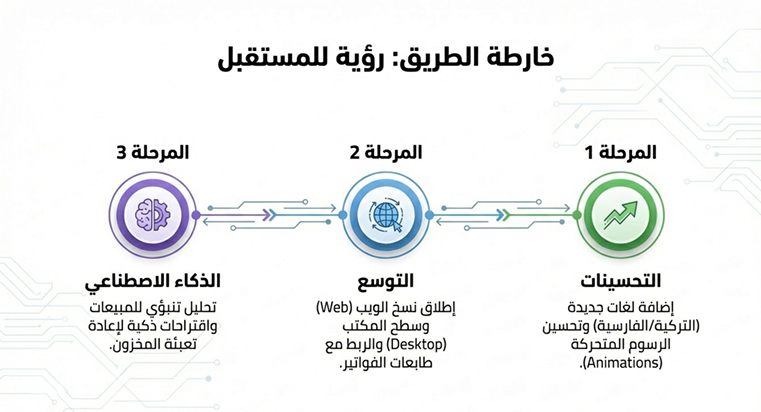 خارطة الطريق: رؤية للمستقبل
المرحلة 1
التحسينات
إضافة لغات جديدة
(التركية/الفارسية) وتحسين
الرسوم المتحركة
(Animations).
المرحلة 2
التوسع
إطلاق نسخ الويب (Web)
وسطح المكتب
(Desktop) والربط مع
طابعات الفواتير.
المرحلة 3
الذكاء الاصطناعي
تحليل تنبؤي للمبيعات
واقتراحات ذكية لإعادة
تعبئة المخزون.